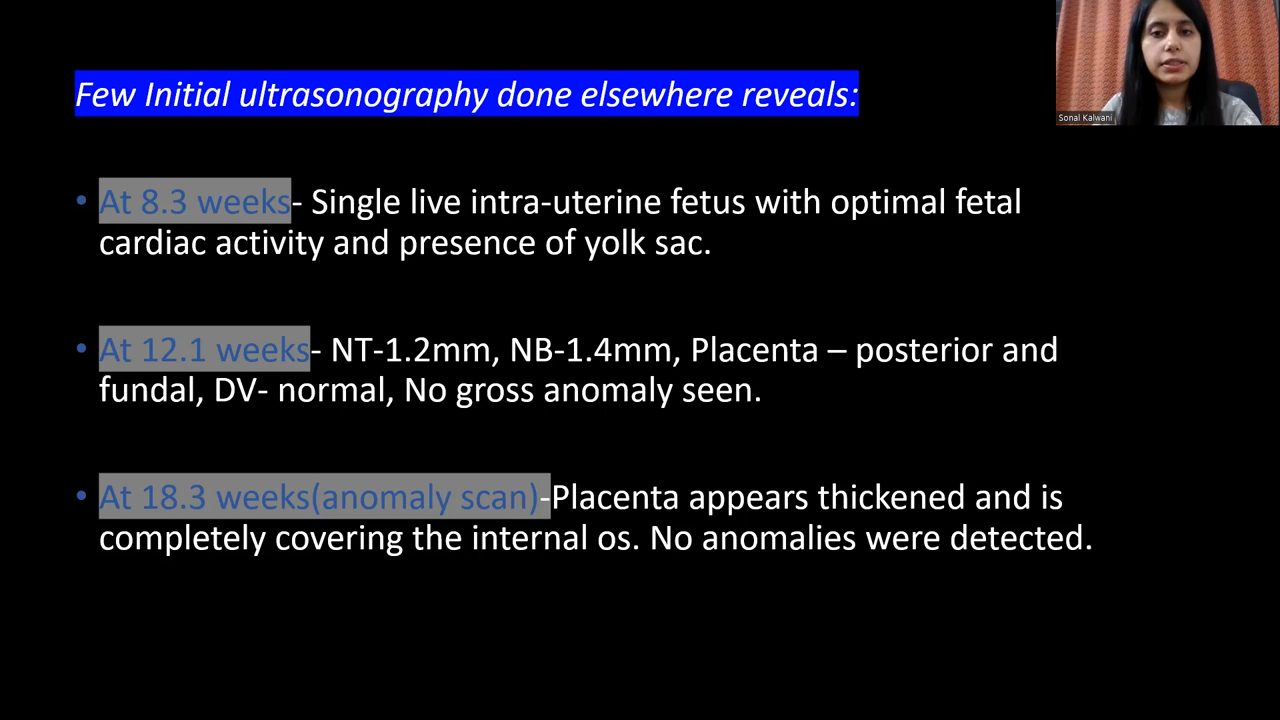 Few Initial ultrasonography done elsewhere reveals:
Sonal Kalwani
• At 8.3 weeks- Single live intra-uterine fetus with optimal fetal
cardiac activity and presence of yolk sac.
• At 12.1 weeks- NT-1.2mm, NB-1.4mm, Placenta – posterior and
fundal, DV- normal, No gross anomaly seen.
• At 18.3 weeks(anomaly scan)-Placenta appears thickened and is
completely covering the internal os. No anomalies were detected.